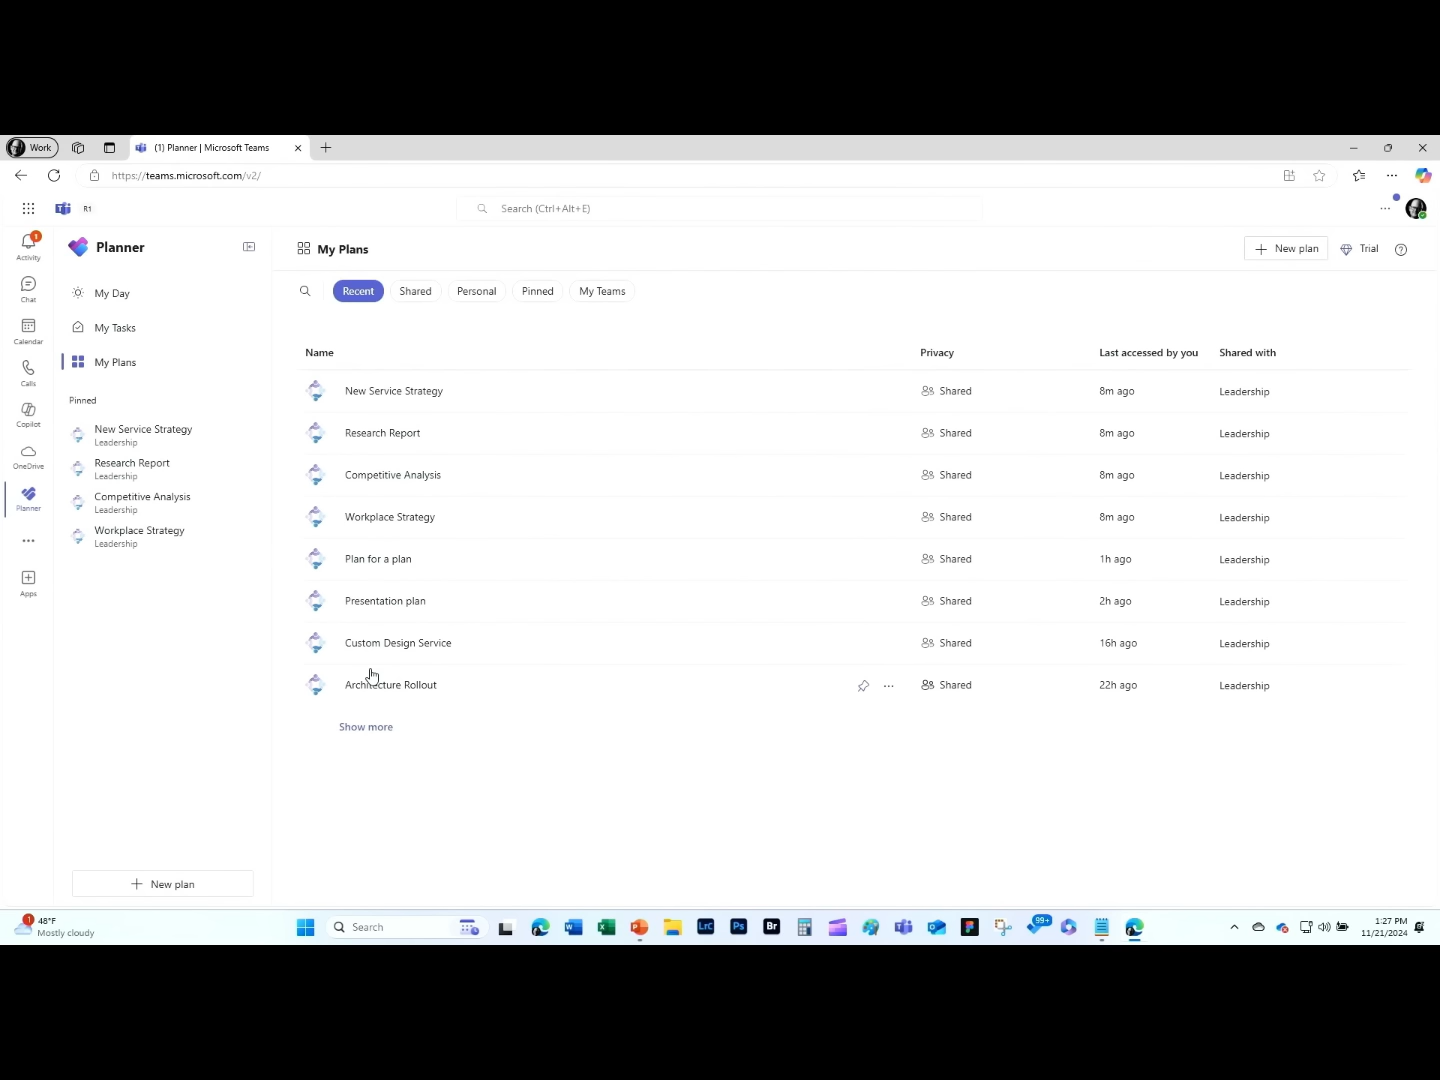 Work
(1) Planner | Microsoft Teams
https://teams.microsoft.com/v2/
R1
Search (Ctrl+Alt+E)
1
Activity
Chat
Calendar
Calls
Copilot
OneDrive
Planner
Apps
Planner
My Day
My Tasks
My Plans
Pinned
New Service Strategy
Leadership
Research Report
Leadership
Competitive Analysis
Leadership
Workplace Strategy
Leadership
New plan
My Plans
New plan
Trial
Recent
Shared
Personal
Pinned
My Teams
Name Privacy Last accessed by you Shared with
New Service Strategy Shared 8m ago Leadership
Research Report Shared 8m ago Leadership
Competitive Analysis Shared 8m ago Leadership
Workplace Strategy Shared 8m ago Leadership
Plan for a plan Shared 1h ago Leadership
Presentation plan Shared 2h ago Leadership
Custom Design Service Shared 16h ago Leadership
Architecture Rollout Shared 22h ago Leadership
Show more
1
48°F
Mostly cloudy
Search
LrC
Ps
Br
99+
1:27 PM
11/21/2024